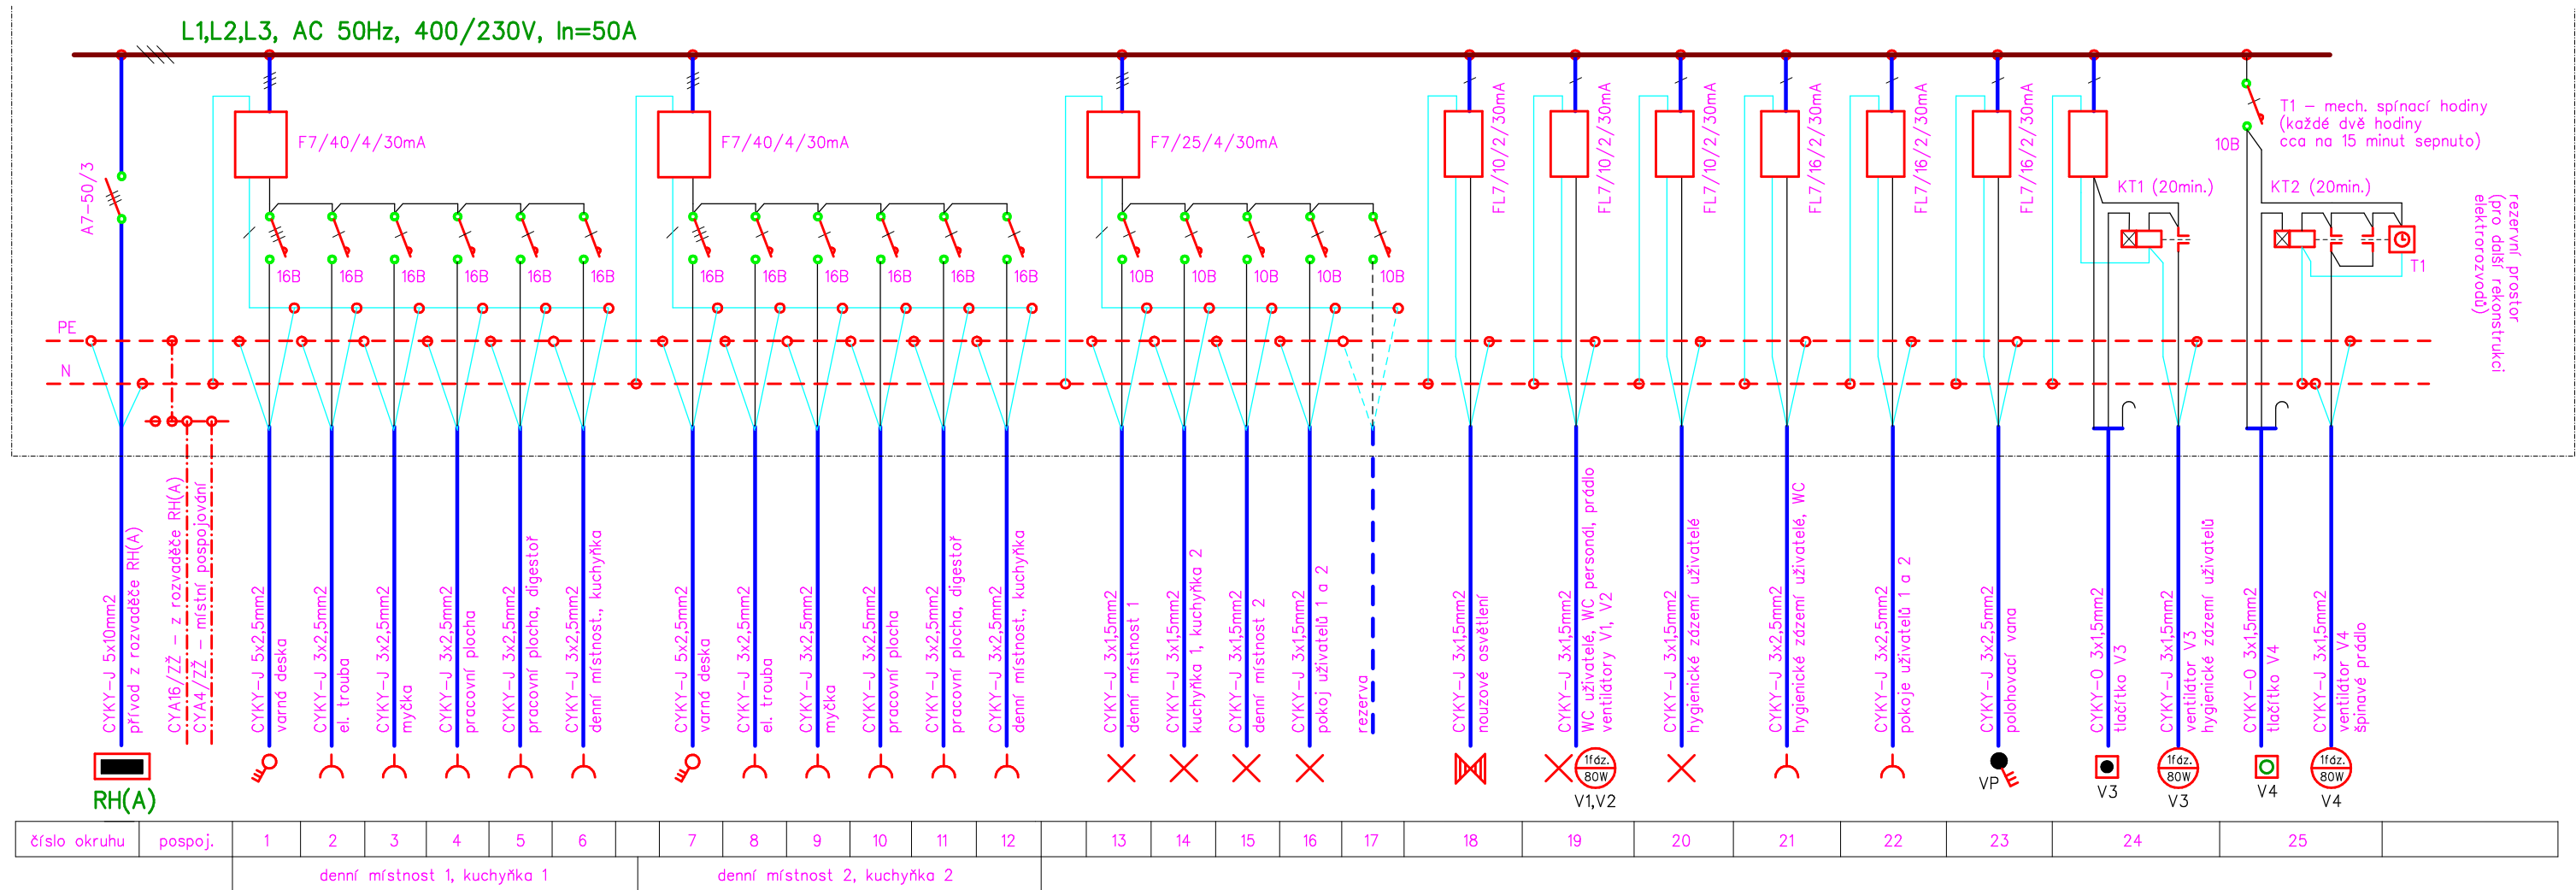 L1,L2,L3, AC 50Hz, 400/230V, In=50A
A7-50/3
F7/40/4/30mA
F7/40/4/30mA
F7/25/4/30mA
FL7/10/2/30mA
FL7/10/2/30mA
FL7/10/2/30mA
FL7/16/2/30mA
FL7/16/2/30mA
FL7/16/2/30mA
T1 – mech. spínací hodiny
(každé dvě hodiny
cca na 15 minut sepnuto)
10B
KT1 (20min.)
KT2 (20min.)
T1
rezervní prostor
(pro další rekonstrukci
elektrorozvodů)
16B
16B
16B
16B
16B
16B
16B
16B
16B
16B
16B
16B
10B
10B
10B
10B
10B
PE
N
CYKY-J 5x10mm2
přívod z rozvaděče RH(A)
CYA16/ZŽ – z rozvaděče RH(A)
CYA4/ZŽ – místní pospojování
CYKY-J 5x2,5mm2
varná deska
CYKY-J 3x2,5mm2
el. trouba
CYKY-J 3x2,5mm2
myčka
CYKY-J 3x2,5mm2
pracovní plocha
CYKY-J 3x2,5mm2
pracovní plocha, digestoř
CYKY-J 3x2,5mm2
denní místnost., kuchyňka
CYKY-J 5x2,5mm2
varná deska
CYKY-J 3x2,5mm2
el. trouba
CYKY-J 3x2,5mm2
myčka
CYKY-J 3x2,5mm2
pracovní plocha
CYKY-J 3x2,5mm2
pracovní plocha, digestoř
CYKY-J 3x2,5mm2
denní místnost., kuchyňka
CYKY-J 3x1,5mm2
denní místnost 1
CYKY-J 3x1,5mm2
kuchyňka 1, kuchyňka 2
CYKY-J 3x1,5mm2
denní místnost 2
CYKY-J 3x1,5mm2
pokoj uživatelů 1 a 2
rezerva
CYKY-J 3x1,5mm2
nouzové osvětlení
CYKY-J 3x1,5mm2
WC uživatelé, WC personál, prádlo
ventilátory V1, V2
CYKY-J 3x1,5mm2
hygienické zázemí uživatelé
CYKY-J 3x2,5mm2
hygienické zázemí uživatelé, WC
CYKY-J 3x2,5mm2
pokoje uživatelů 1 a 2
CYKY-J 3x2,5mm2
polohovací vana
CYKY-O 3x1,5mm2
tlačítko V3
CYKY-J 3x1,5mm2
ventilátor V3
hygienické zázemí uživatelů
CYKY-O 3x1,5mm2
tlačítko V4
CYKY-J 3x1,5mm2
ventilátor V4
špinavé prádlo
RH(A)
1fáz.
80W
V1,V2
VP
V3
1fáz.
80W
V3
V4
1fáz.
80W
V4
číslo okruhu pospoj. 1 2 3 4 5 6 7 8 9 10 11 12 13 14 15 16 17 18 19 20 21 22 23 24 25
denní místnost 1, kuchyňka 1
denní místnost 2, kuchyňka 2